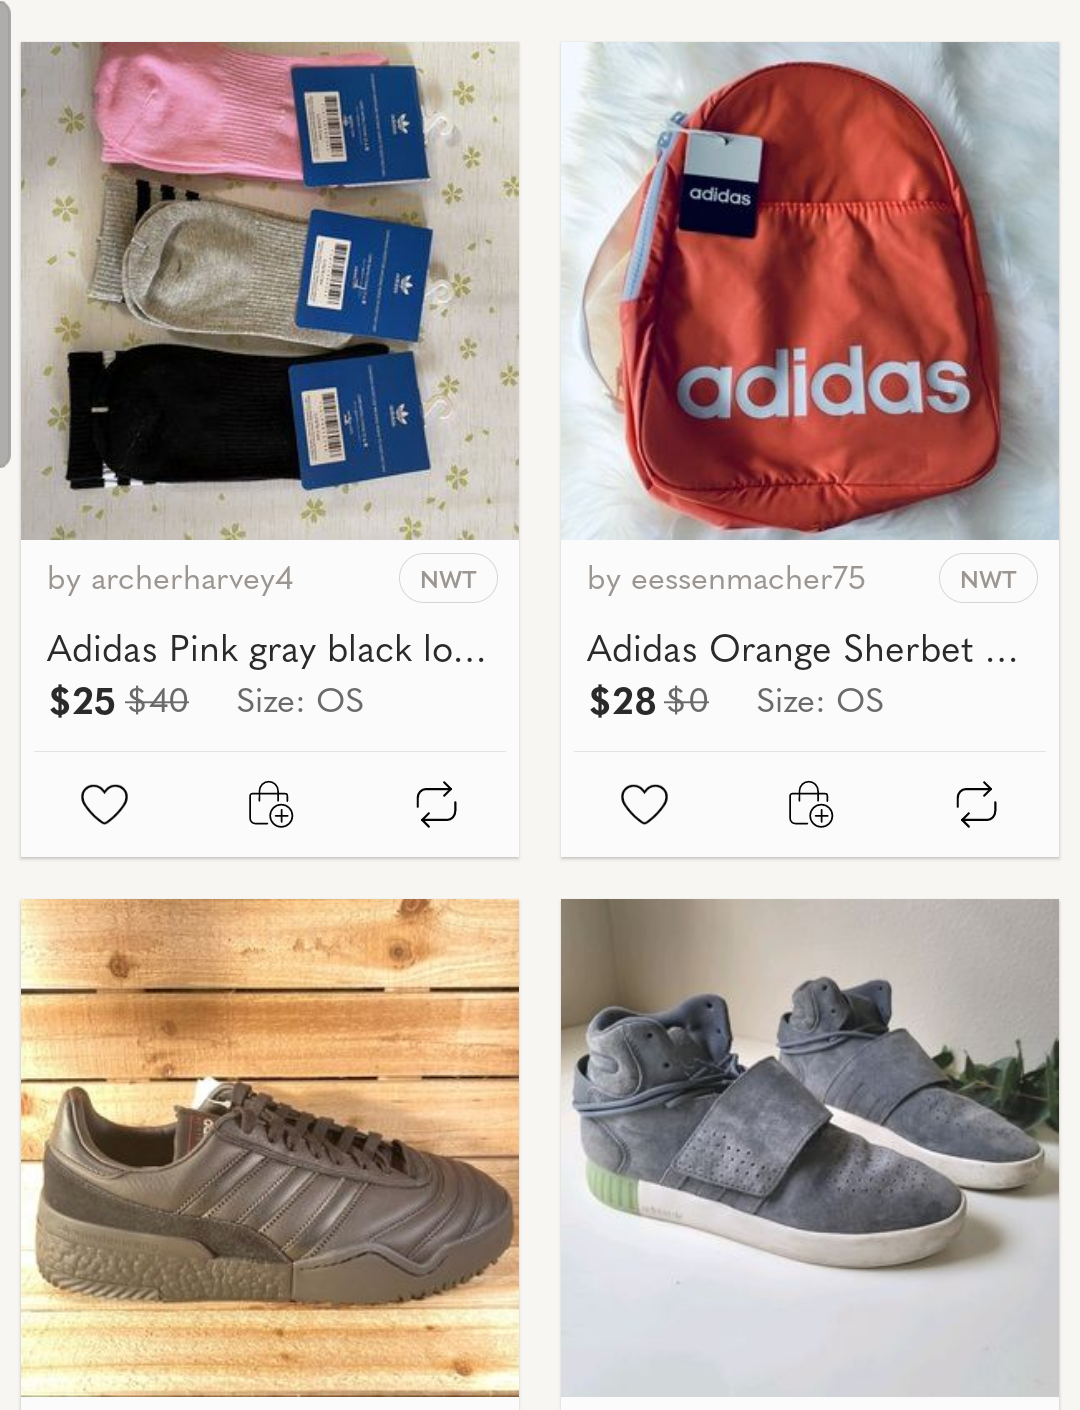 adidas
adidas
by archerharvey4
NWT
by eessenmacher75
NWT
Adidas Pink gray black lo...
Adidas Orange Sherbet ...
$25 $40 Size: OS
$28 $0 Size: OS